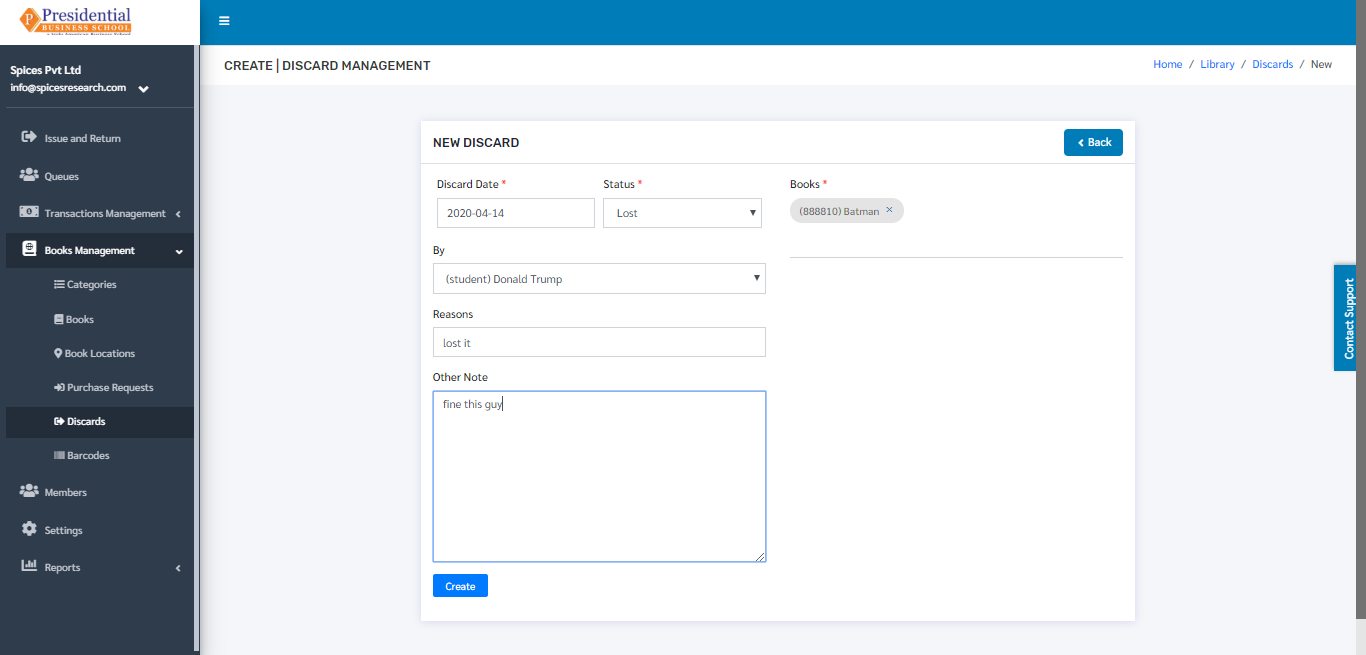 Presidential
BUSINESS SCHOOL
Spices Pvt Ltd
info@spicesresearch.com
Issue and Return
Queues
Transactions Management
Books Management
Categories
Books
Book Locations
Purchase Requests
Discards
Barcodes
Members
Settings
Reports
CREATE | DISCARD MANAGEMENT
Home / Library / Discards / New
NEW DISCARD
Back
Discard Date * Status * Books *
2020-04-14 Lost (888810) Batman ×
By
(student) Donald Trump
Reasons
lost it
Other Note
fine this guy
Create
Contact Support